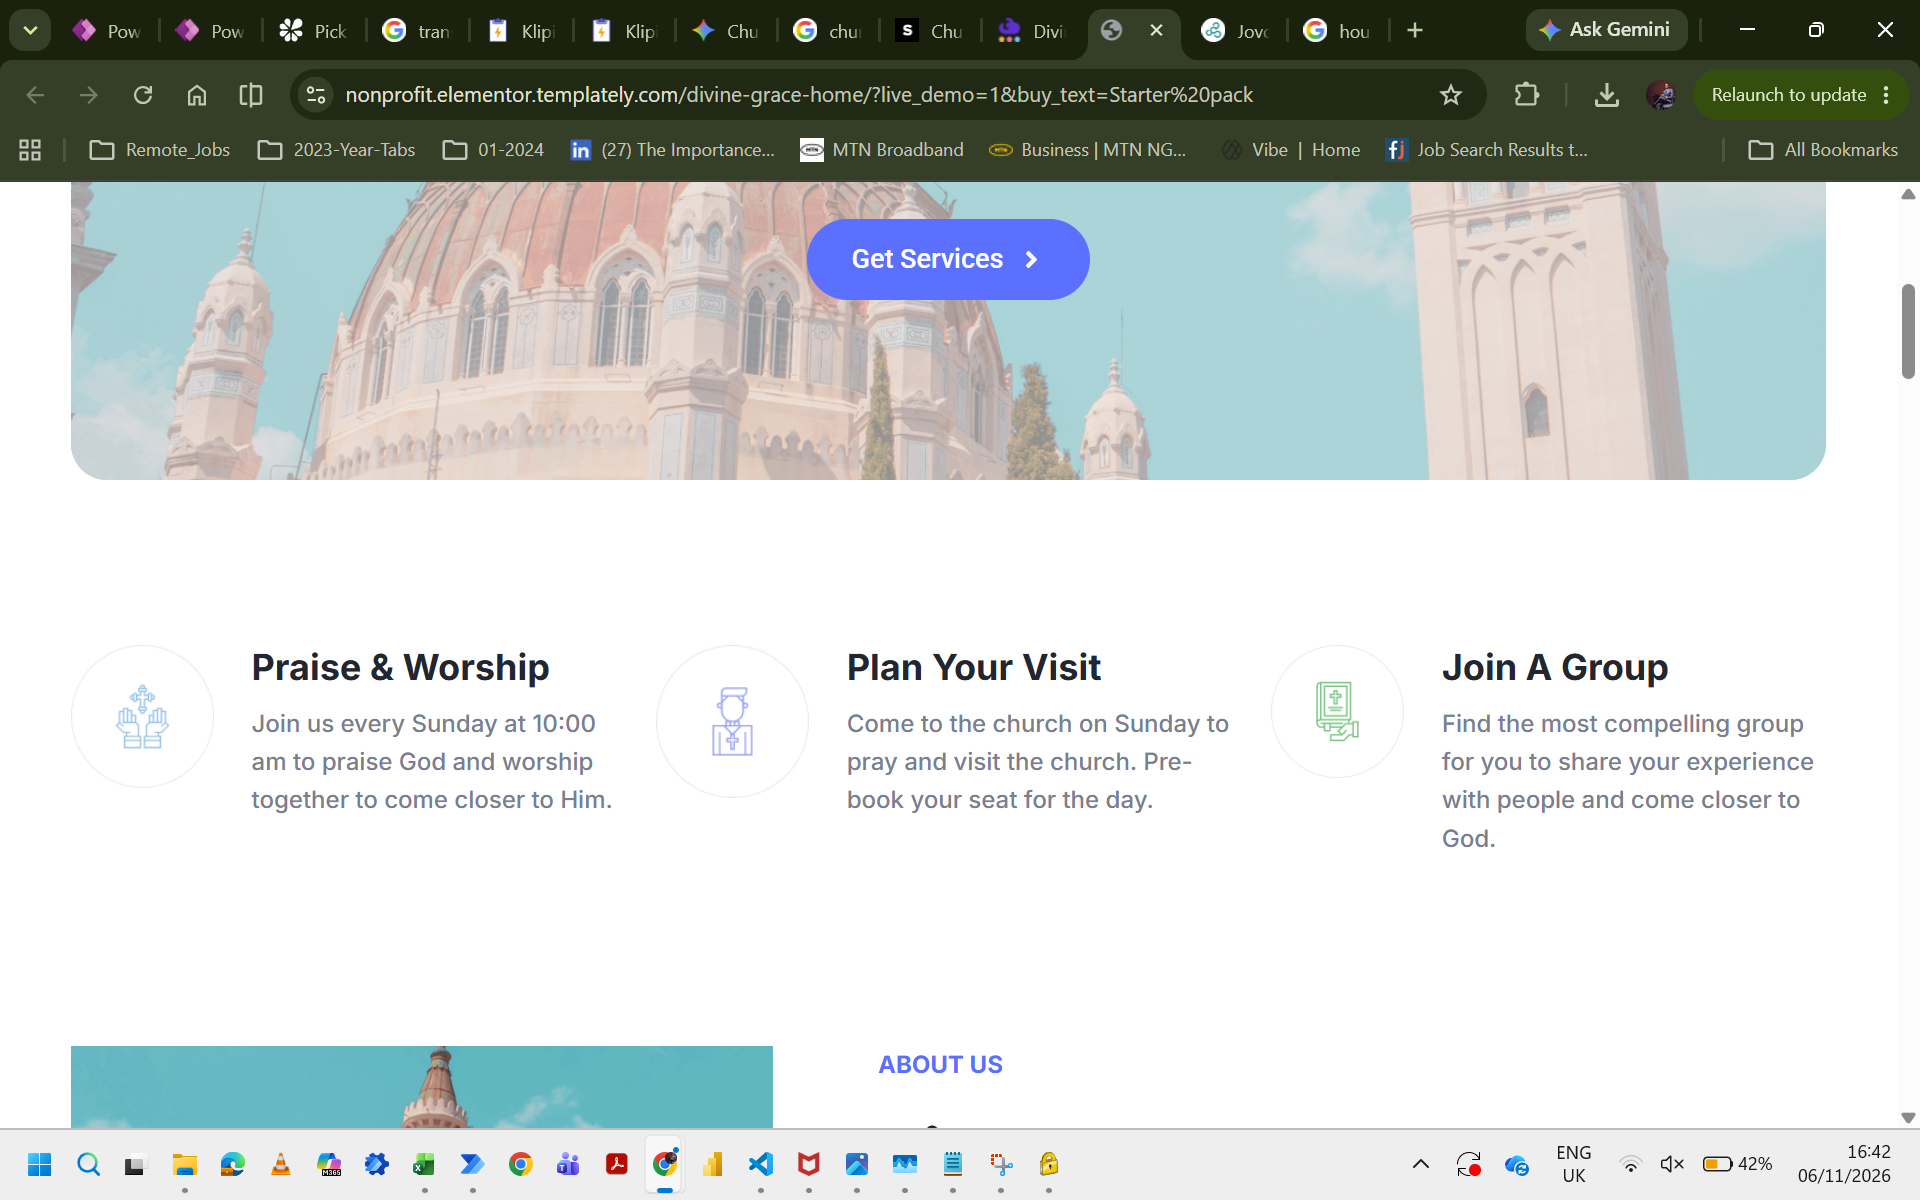 Pow
Pow
Pick
tran
Klipi
Klip
Chu
chu
Chu
Divi
Jovo
hou
Ask Gemini
nonprofit.elementor.templately.com/divine-grace-home/?live_demo=1&buy_text=Starter%20pack
Relaunch to update
Remote_Jobs
2023-Year-Tabs
01-2024
(27) The Importance...
MTN Broadband
Business | MTN NG...
Vibe | Home
Job Search Results t...
All Bookmarks
Get Services
Praise & Worship
Join us every Sunday at 10:00
am to praise God and worship
together to come closer to Him.
Plan Your Visit
Come to the church on Sunday to
pray and visit the church. Pre-
book your seat for the day.
Join A Group
Find the most compelling group
for you to share your experience
with people and come closer to
God.
ABOUT US
ENG
UK
42%
16:42
06/11/2026